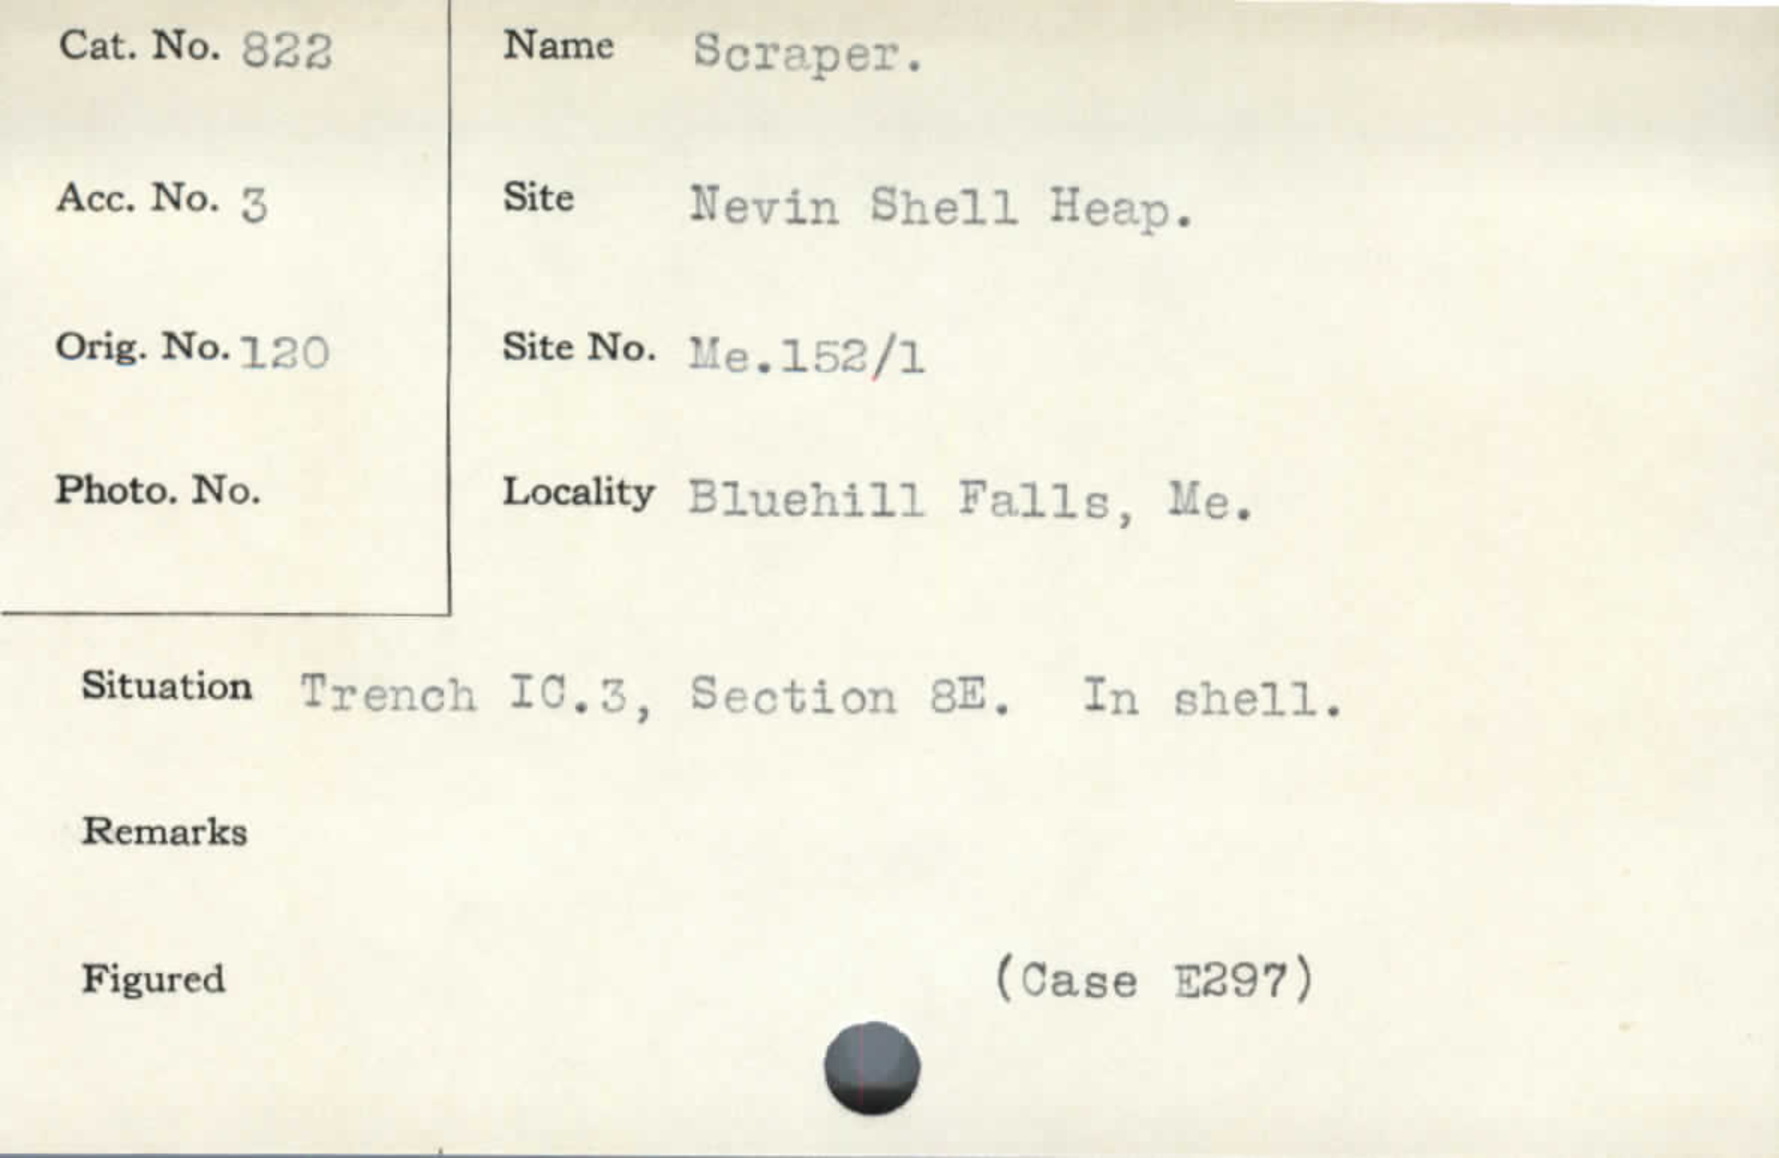 Cat. No. 822
Name Scraper.
Acc. No. 3
Site Nevin Shell Heap.
Orig. No. 120
Site No. Me.152/1
Photo. No.
Locality Bluehill Falls, Me.
Situation Trench IC.3, Section 8E. In shell.
Remarks
Figured
(Case E297)